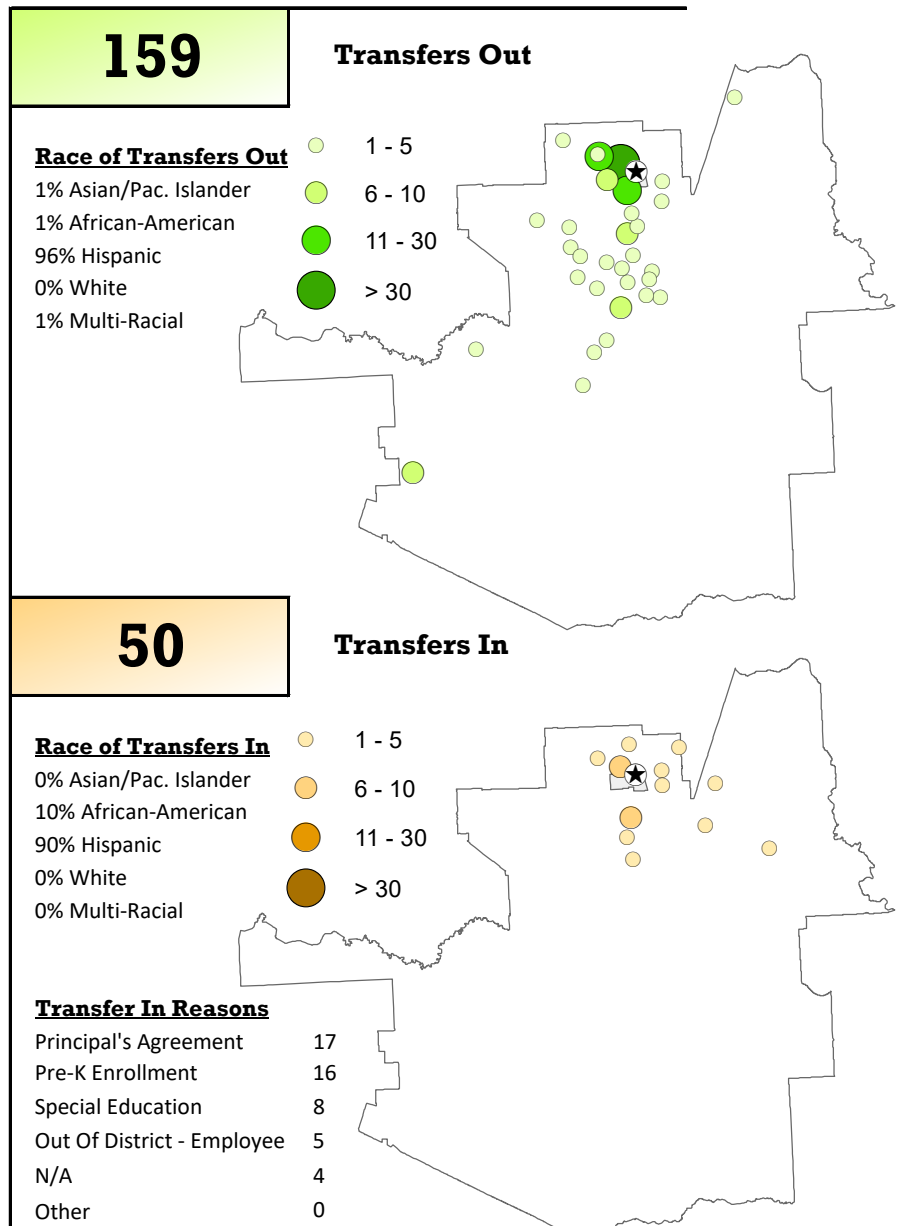 159
Transfers Out
Race of Transfers Out
1% Asian/Pac. Islander
1% African-American
96% Hispanic
0% White
1% Multi-Racial
1 - 5
6 - 10
11 - 30
> 30
50
Transfers In
Race of Transfers In
0% Asian/Pac. Islander
10% African-American
90% Hispanic
0% White
0% Multi-Racial
1 - 5
6 - 10
11 - 30
> 30
Transfer In Reasons
Principal's Agreement 17
Pre-K Enrollment 16
Special Education 8
Out Of District - Employee 5
N/A 4
Other 0